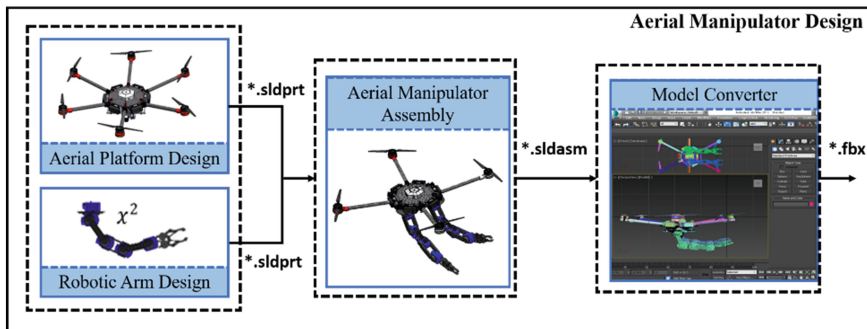 Aerial Manipulator Design
*.sldprt
Aerial Platform Design
x²
*.sldprt
Robotic Arm Design
Aerial Manipulator
Assembly
*.sldasm
Model Converter
*.fbx